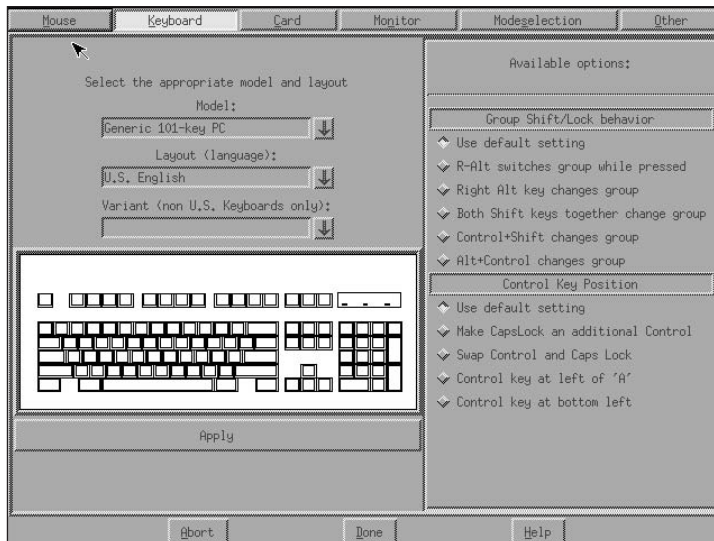 Mouse Keyboard Card Monitor Modeselection Other
Select the appropriate model and layout
Model:
Generic 101-key PC
Layout (language):
U.S. English
Variant (non U.S. Keyboards only):
Apply
Available options:
Group Shift/Lock behavior
Use default setting
R-Alt switches group while pressed
Right Alt key changes group
Both Shift keys together change group
Control+Shift changes group
Alt+Control changes group
Control Key Position
Use default setting
Make CapsLock an additional Control
Swap Control and Caps Lock
Control key at left of 'A'
Control key at bottom left
Abort Done Help